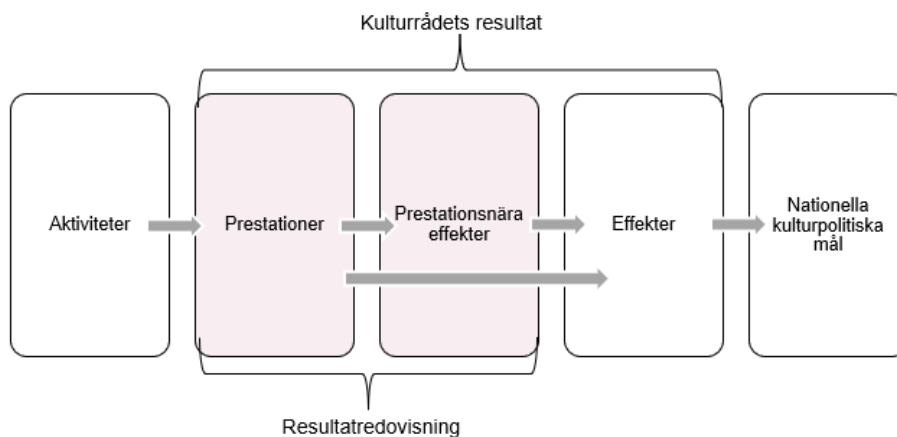 Kulturrådets resultat
Aktiviteter
Prestationer
Prestationsnära
effekter
Effekter
Nationella
kulturpolitiska
mål
Resultatredovisning